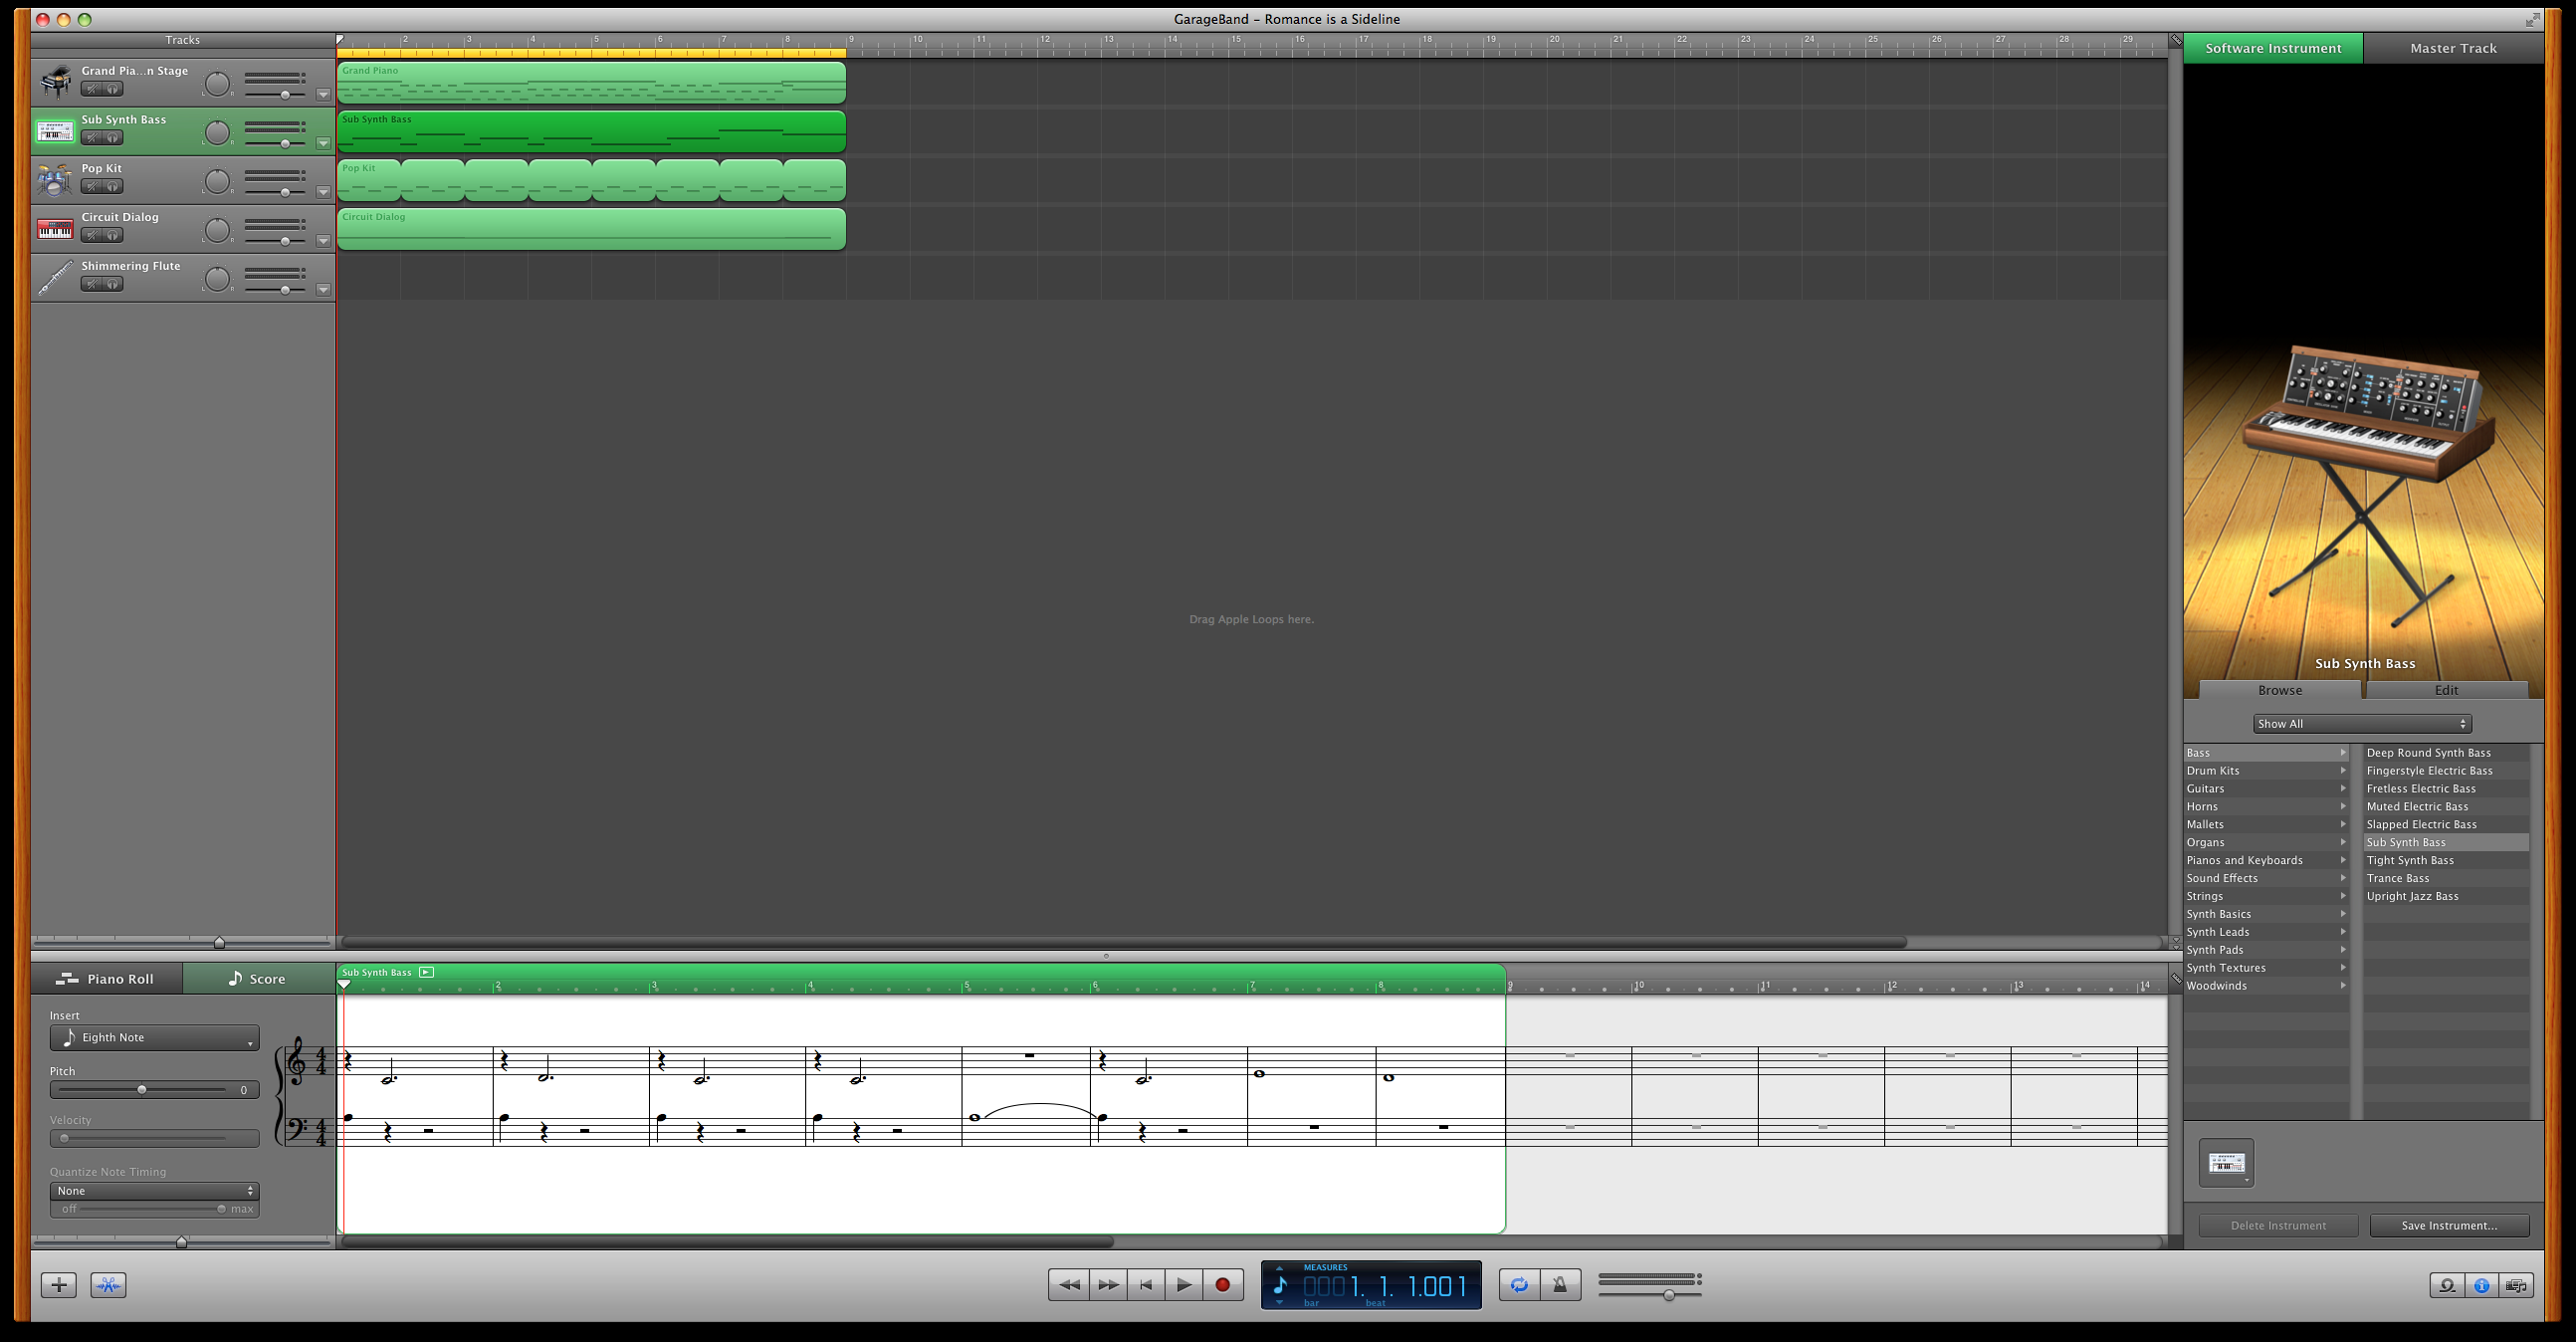 GarageBand – Romance is a Sideline
Tracks
2 3 4 5 6 7 8 9 10 11 12 13 14 15 16 17 18 19 20 21 22 23 24 25 26 27 28 29
Software Instrument
Master Track
Grand Pia...n Stage
Grand Piano
Sub Synth Bass
Sub Synth Bass
Pop Kit
Pop Kit
Circuit Dialog
Circuit Dialog
Shimmering Flute
Drag Apple Loops here.
Sub Synth Bass
Browse
Edit
Show All
Bass
Drum Kits
Guitars
Horns
Mallets
Organs
Pianos and Keyboards
Sound Effects
Strings
Synth Basics
Synth Leads
Synth Pads
Synth Textures
Woodwinds
Deep Round Synth Bass
Fingerstyle Electric Bass
Fretless Electric Bass
Muted Electric Bass
Slapped Electric Bass
Sub Synth Bass
Tight Synth Bass
Trance Bass
Upright Jazz Bass
Piano Roll
Score
Sub Synth Bass
2 3 4 5 6 7 8 9 10 11 12 13 14
Insert
Eighth Note
Pitch
0
Velocity
Quantize Note Timing
None
off
max
4
4
4
4
Delete Instrument
Save Instrument...
MEASURES
0001. 1. 1.001
bar
beat